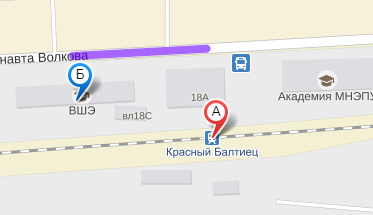 навта Волкова
Б
ВШЭ
18А
вл18С
А
Академия МНЭПУ
Красный Балтиец